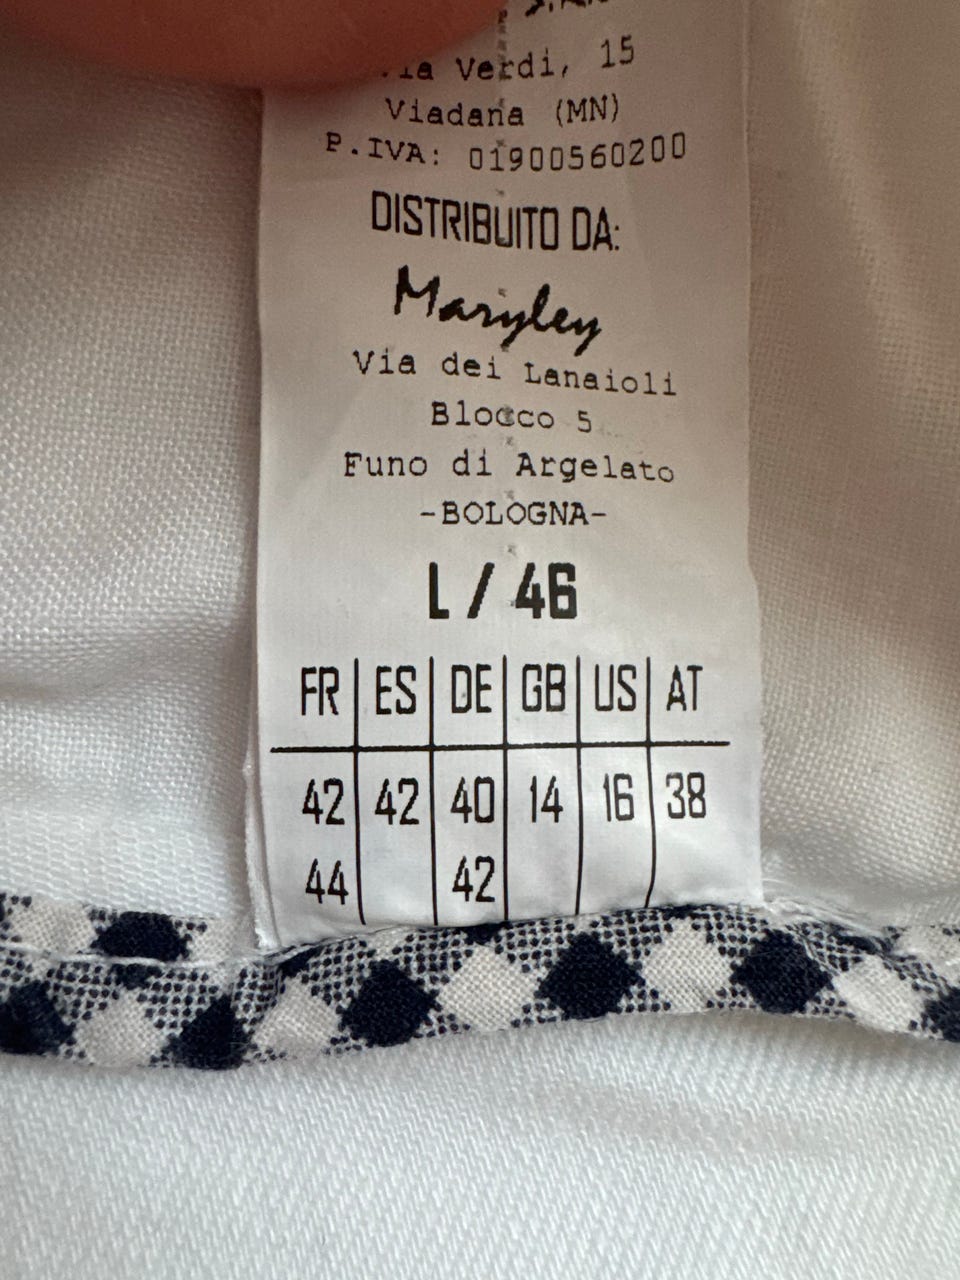 Verdi, 15
Viadana (MN)
P.IVA: 01900560200
DISTRIBUITO DA:
Maryley
Via dei Lanaioli
Blocco 5
Funo di Argelato
-BOLOGNA-
L / 46
FR | ES | DE | GB | US | AT
42 | 42 | 40 | 14 | 16 | 38
44 | | 42 | | |